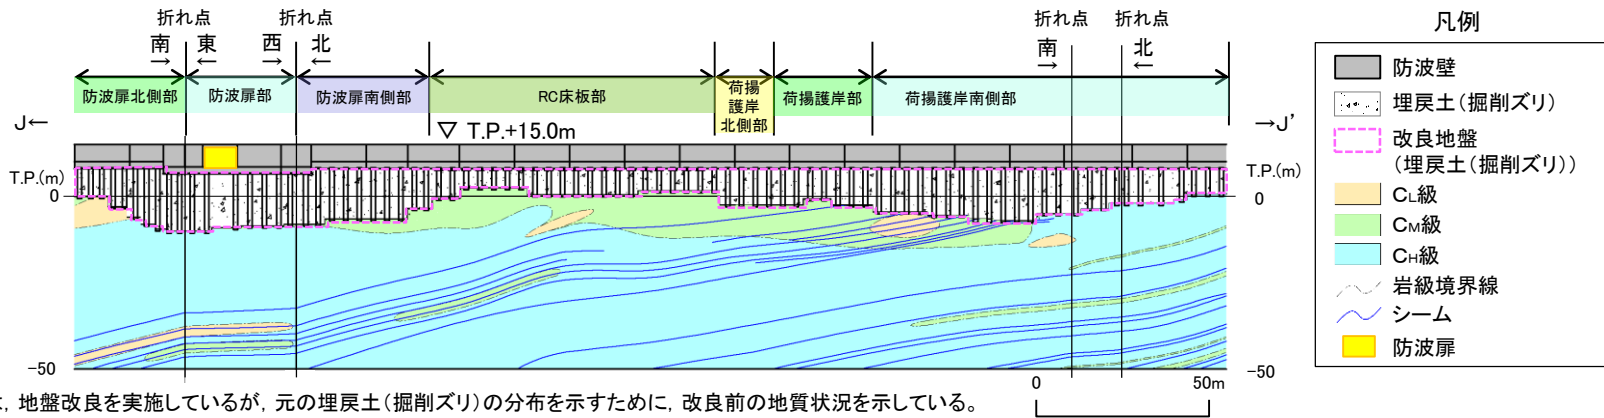 折れ点 折れ点 折れ点 折れ点 凡例
南 東 西 北 南 北
→ ← → ← → ←
防波扉北側部 防波扉部 防波扉南側部 RC床板部 荷揚護岸北側部 荷揚護岸部 荷揚護岸南側部
J← ▽ T.P.+15.0m →J’
T.P.(m) T.P.(m)
0 0
-50 -50
0 50m
防波壁
埋戻土(掘削ズリ)
改良地盤
(埋戻土(掘削ズリ))
CL級
CM級
CH級
岩級境界線
シーム
防波扉
, 地盤改良を実施しているが, 元の埋戻土(掘削ズリ)の分布を示すために, 改良前の地質状況を示している。